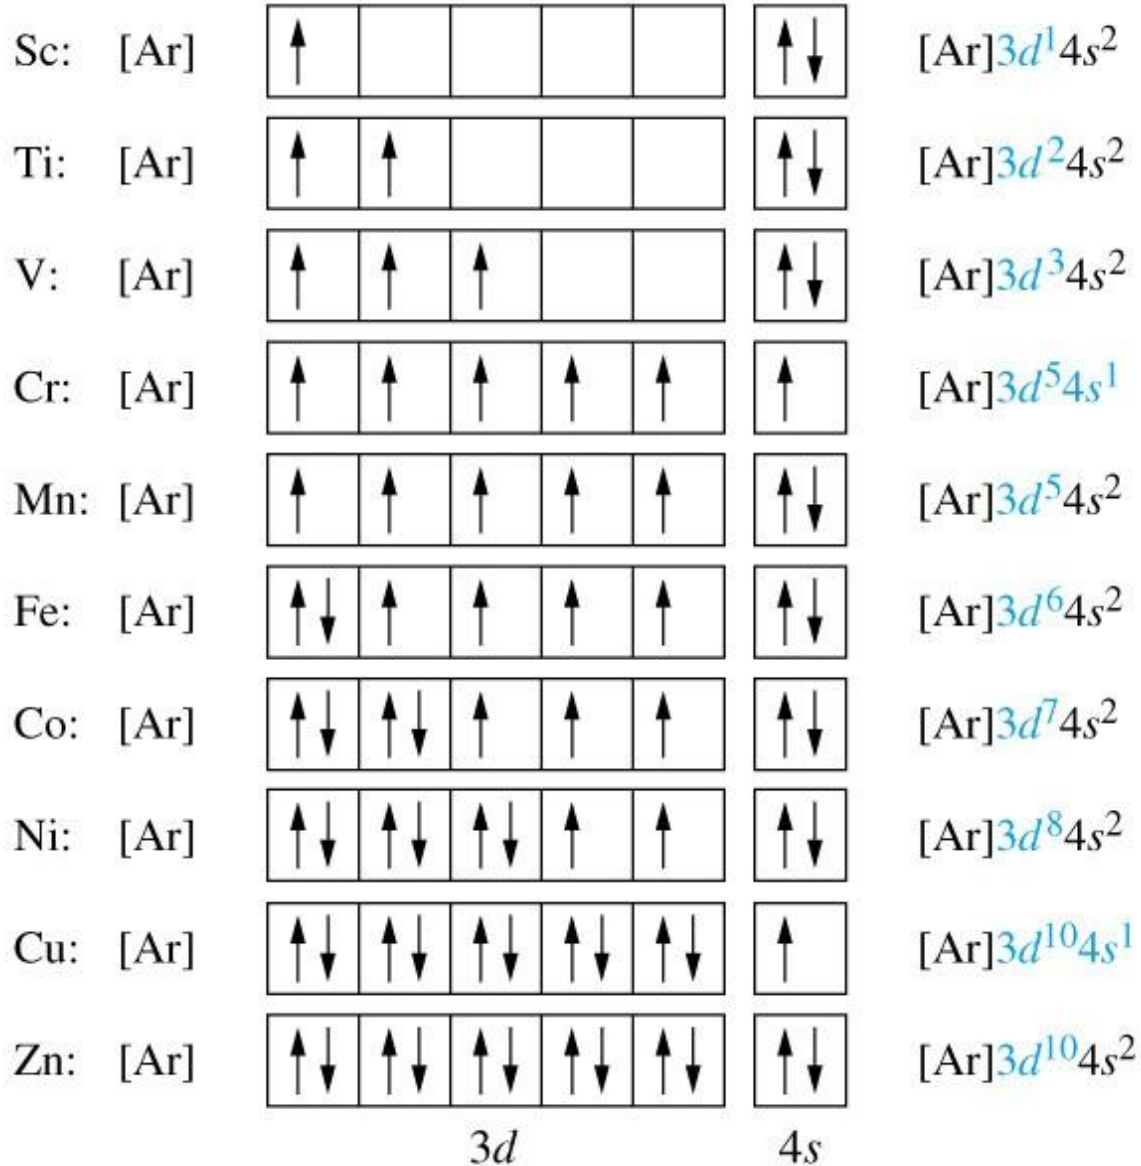 Sc: [Ar] [Ar]3d¹4s²
Ti: [Ar] [Ar]3d²4s²
V: [Ar] [Ar]3d³4s²
Cr: [Ar] [Ar]3d⁵4s¹
Mn: [Ar] [Ar]3d⁵4s²
Fe: [Ar] [Ar]3d⁶4s²
Co: [Ar] [Ar]3d⁷4s²
Ni: [Ar] [Ar]3d⁸4s²
Cu: [Ar] [Ar]3d¹⁰4s¹
Zn: [Ar] [Ar]3d¹⁰4s²
3d 4s